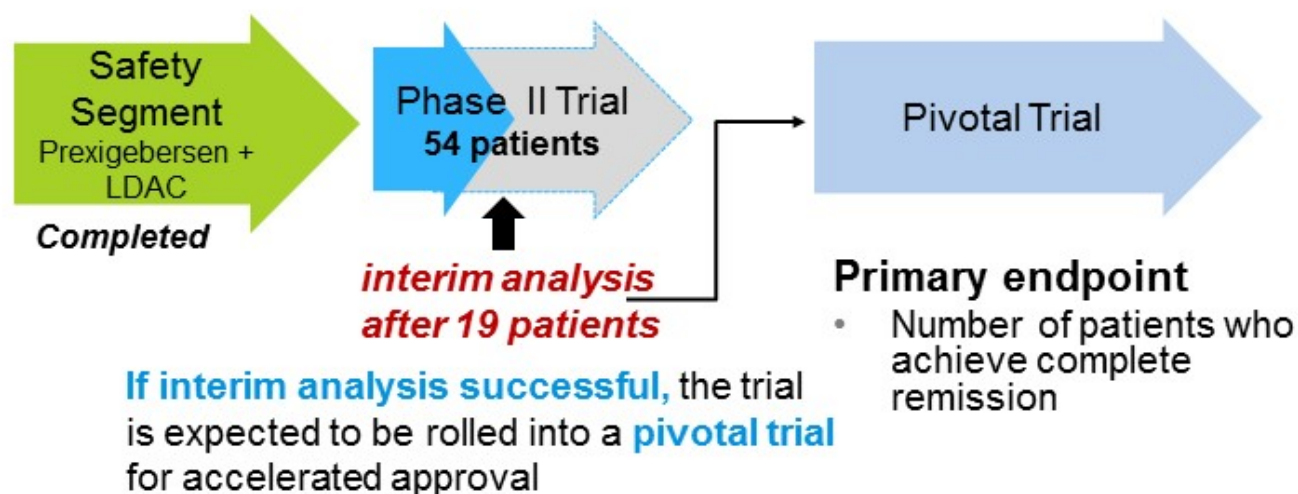 Safety
Segment
Prexigebersen +
LDAC
Completed
Phase II Trial
54 patients
interim analysis
after 19 patients
If interim analysis successful, the trial
is expected to be rolled into a pivotal trial
for accelerated approval
Pivotal Trial
Primary endpoint
• Number of patients who
achieve complete
remission